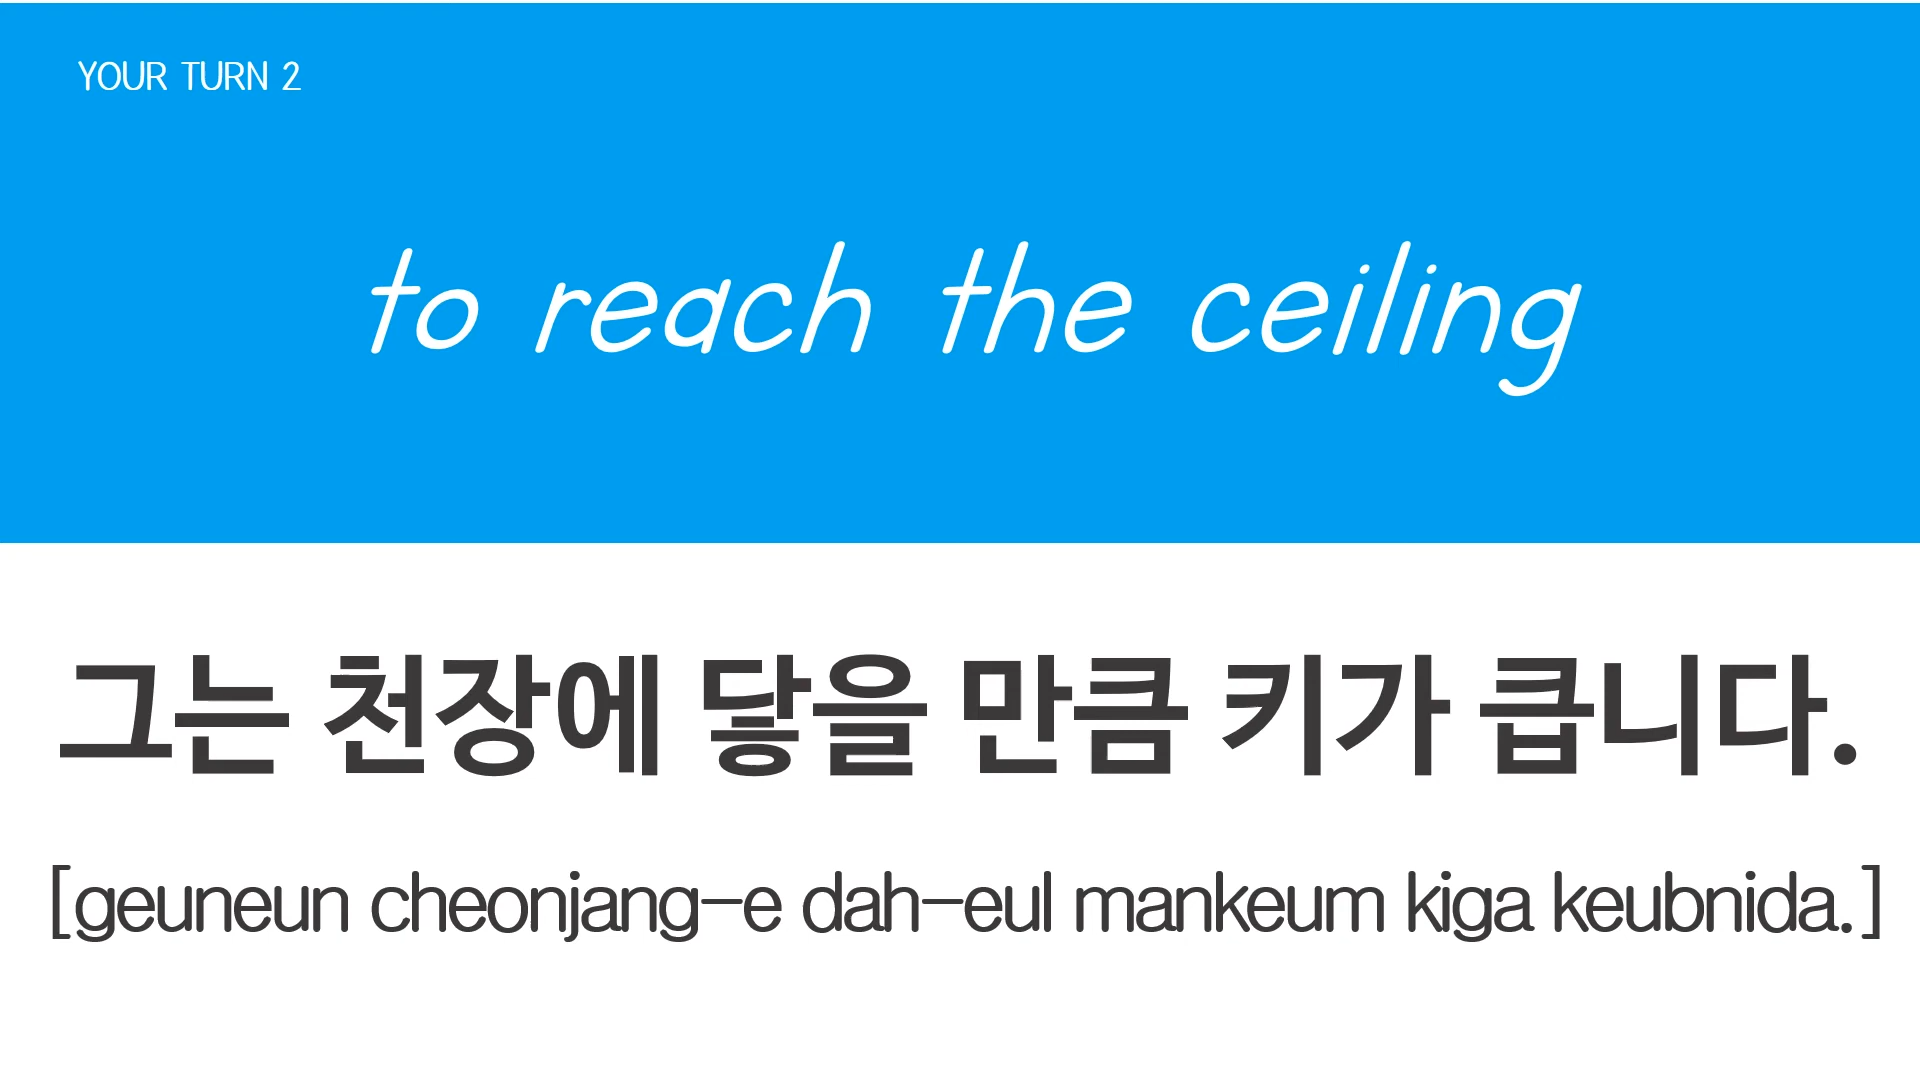 YOUR TURN 2
to reach the ceiling
그는 천장에 닿을 만큼 키가 큽니다.
[geuneun cheonjang-e dah-eul mankeum kiga keubnida.]